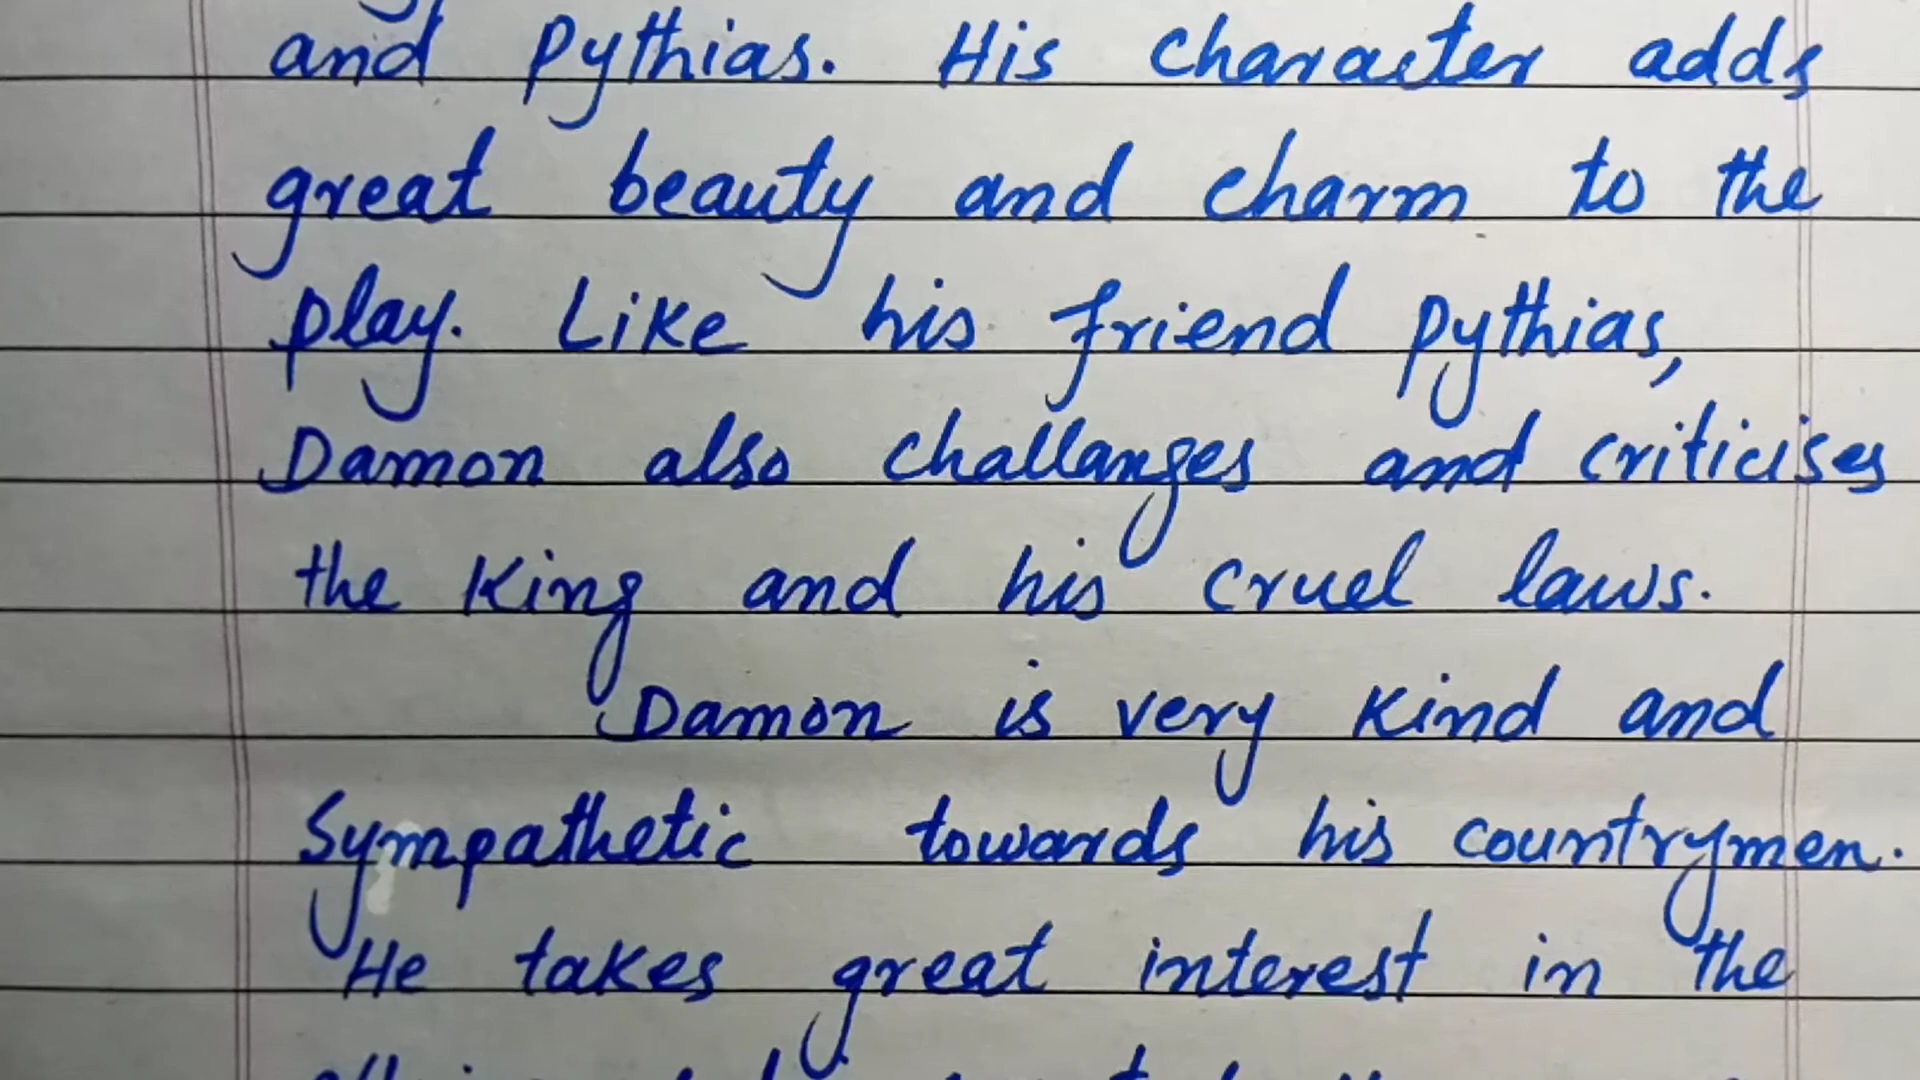 and Pythias. His character adds
great beauty and charm to the
play. Like his friend Pythias,
Damon also challanges and criticises
the King and his cruel laws.
Damon is very kind and
Sympathetic towards his countrymen.
He takes great interest in the